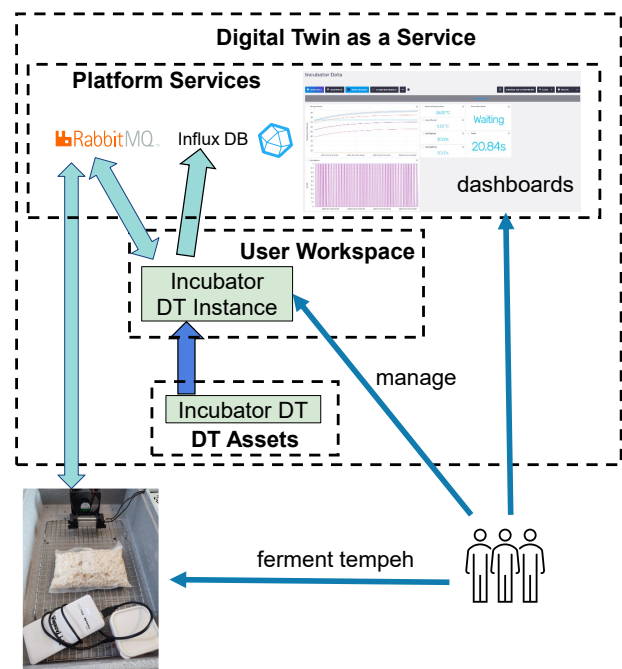 Digital Twin as a Service
Platform Services
Incubator Data
RabbitMQ
Influx DB
Waiting
20.84s
dashboards
User Workspace
Incubator
DT Instance
manage
Incubator DT
DT Assets
ferment tempeh